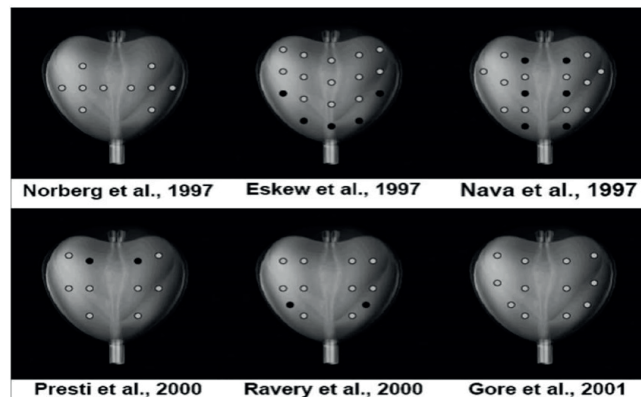 Norberg et al., 1997 Eskew et al., 1997 Nava et al., 1997
Presti et al., 2000 Ravery et al., 2000 Gore et al., 2001